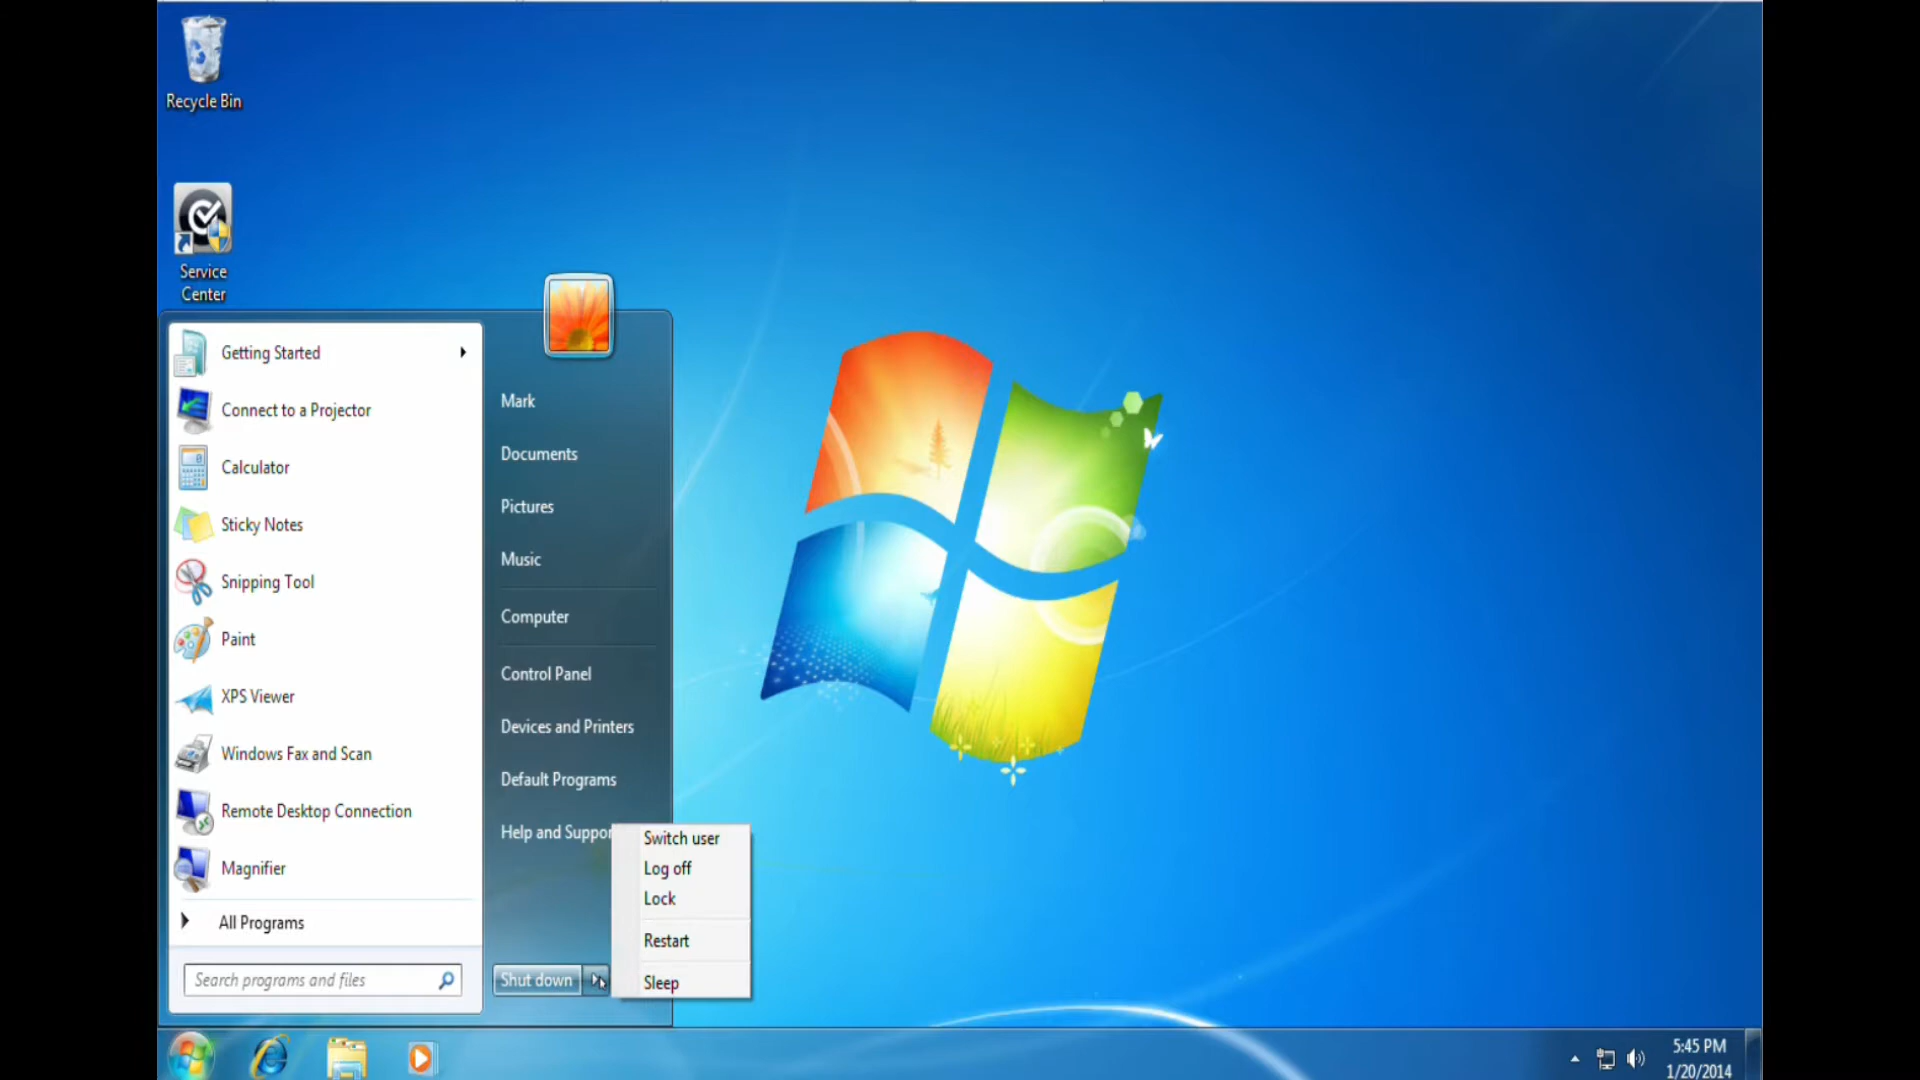 Recycle Bin
Service
Center
Getting Started
Connect to a Projector
Calculator
Sticky Notes
Snipping Tool
Paint
XPS Viewer
Windows Fax and Scan
Remote Desktop Connection
Magnifier
All Programs
Search programs and files
Mark
Documents
Pictures
Music
Computer
Control Panel
Devices and Printers
Default Programs
Help and Suppor
Shut down
Switch user
Log off
Lock
Restart
Sleep
5:45 PM
1/20/2014